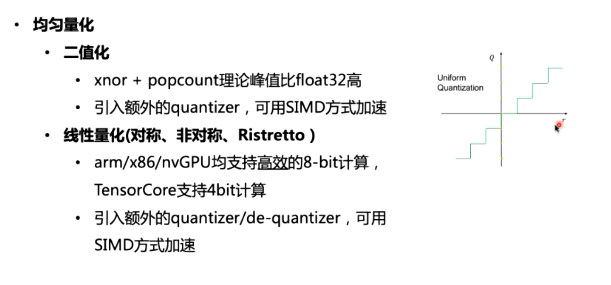 • 均匀量化
• 二值化
• xnor + popcount理论峰值比float32高
• 引入额外的quantizer，可用SIMD方式加速
• 线性量化(对称、非对称、Ristretto）
• arm/x86/nvGPU均支持高效的8-bit计算，
TensorCore支持4bit计算
• 引入额外的quantizer/de-quantizer，可用
SIMD方式加速
Q
Uniform
Quantization